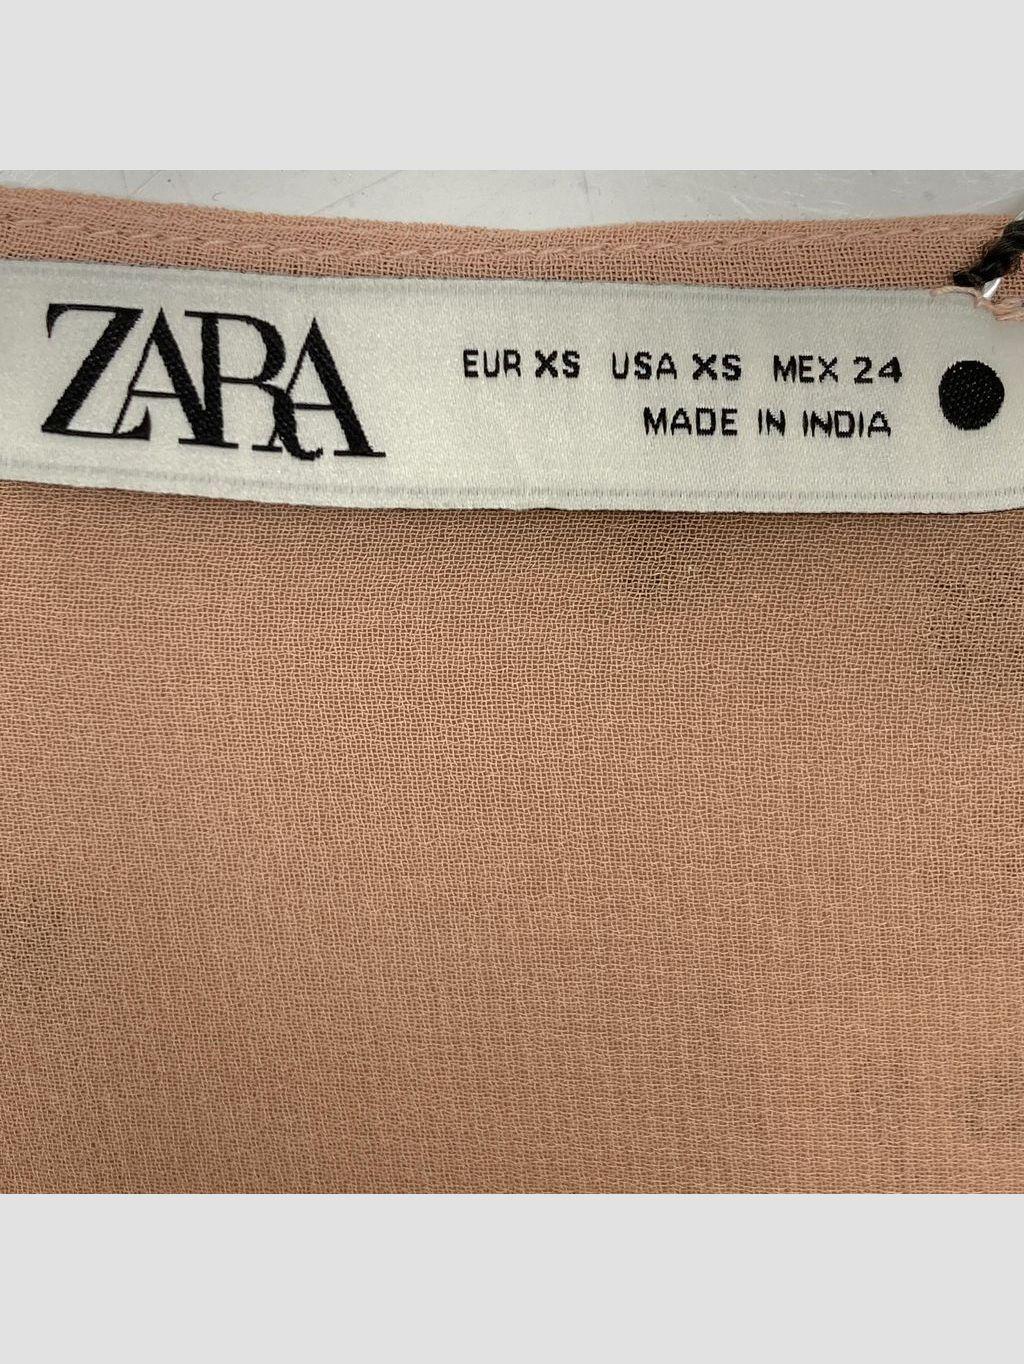 ZARA
EUR XS USA XS MEX 24
MADE IN INDIA